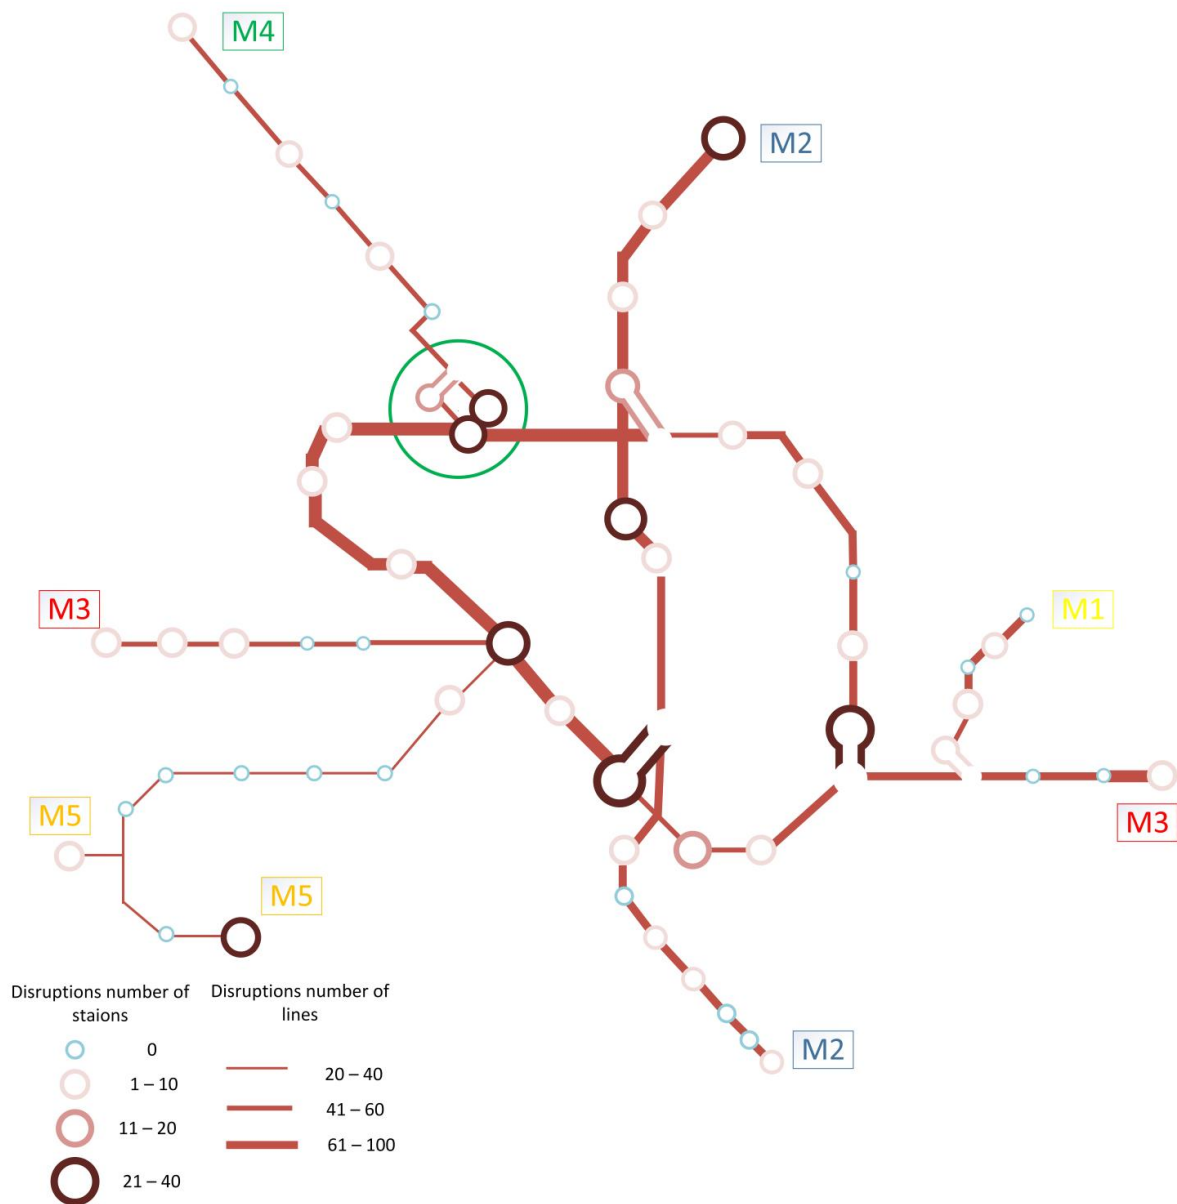 M4
M2
M3
M1
M3
M5
M5
M2
Disruptions number of
staions
0
1 – 10
11 – 20
21 – 40
Disruptions number of
lines
20 – 40
41 – 60
61 – 100